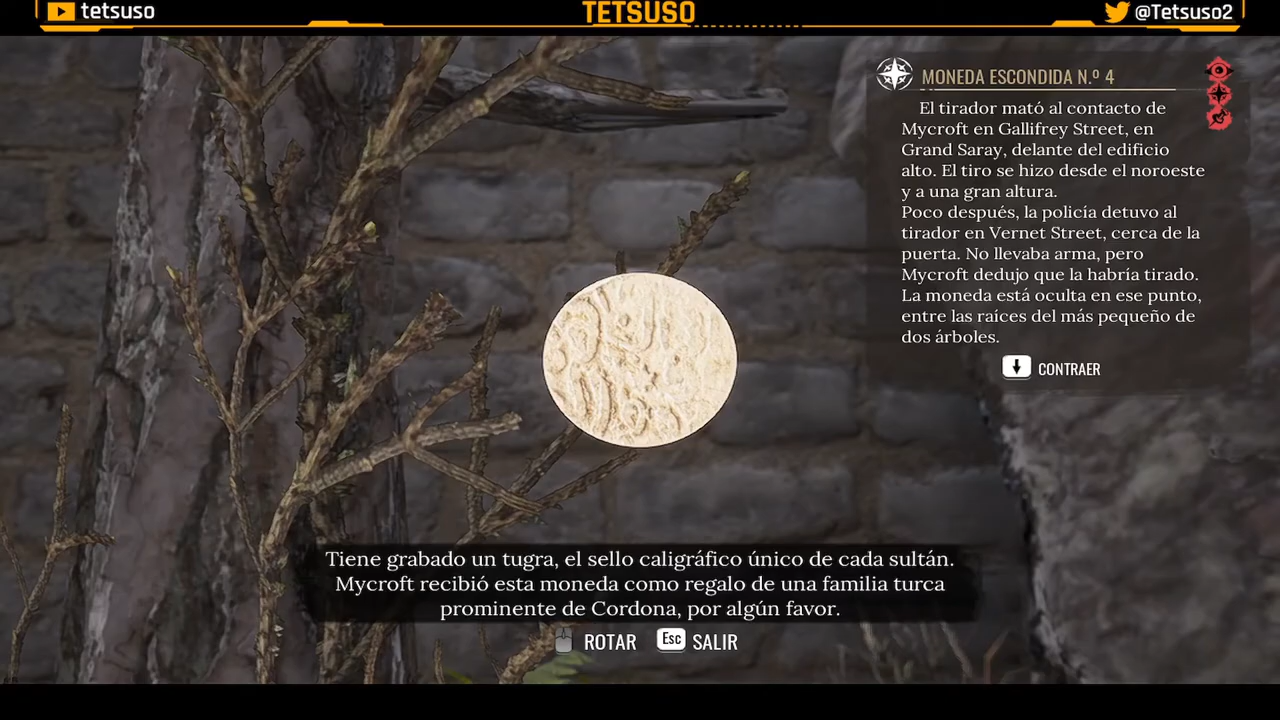 tetsuso
TETSUSO
@Tetsuso2
MONEDA ESCONDIDA N.º 4
El tirador mató al contacto de
Mycroft en Gallifrey Street, en
Grand Saray, delante del edificio
alto. El tiro se hizo desde el noroeste
y a una gran altura.
Poco después, la policía detuvo al
tirador en Vernet Street, cerca de la
puerta. No llevaba arma, pero
Mycroft dedujo que la habría tirado.
La moneda está oculta en ese punto,
entre las raíces del más pequeño de
dos árboles.
CONTRAER
Tiene grabado un tugra, el sello caligráfico único de cada sultán.
Mycroft recibió esta moneda como regalo de una familia turca
prominente de Cordona, por algún favor.
ROTAR Esc SALIR